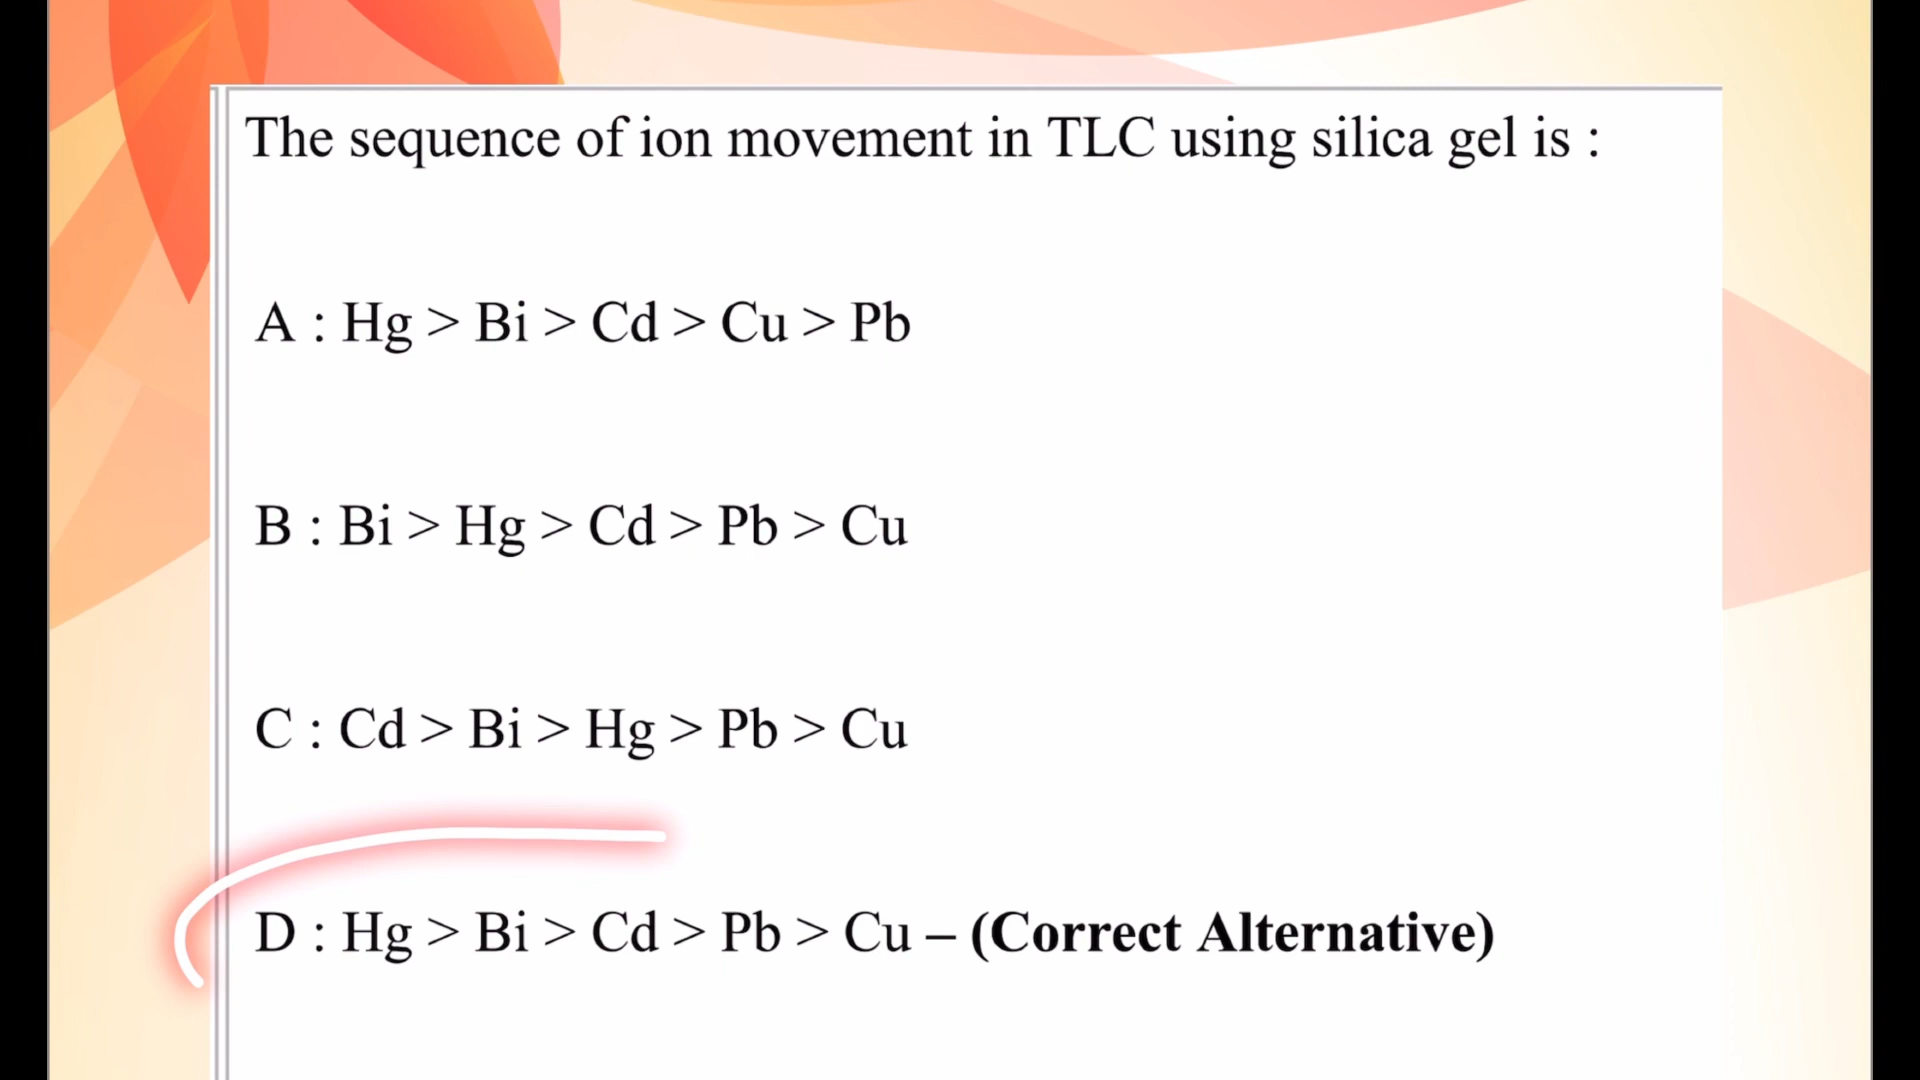 The sequence of ion movement in TLC using silica gel is :
A : Hg > Bi > Cd > Cu > Pb
B : Bi > Hg > Cd > Pb > Cu
C : Cd > Bi > Hg > Pb > Cu
D : Hg > Bi > Cd > Pb > Cu – (Correct Alternative)